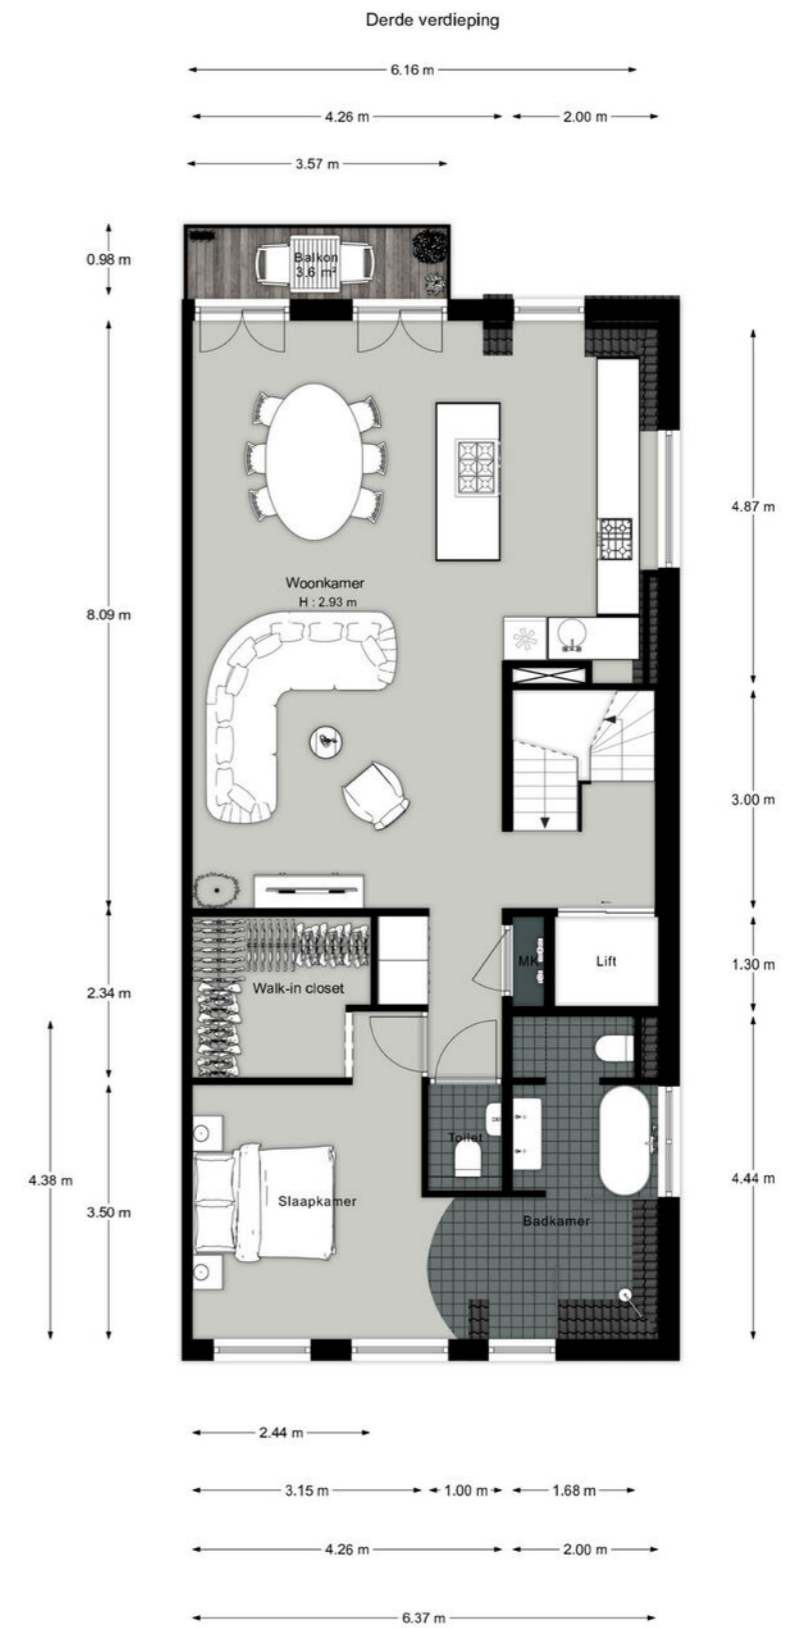 Derde verdieping
6.16 m
4.26 m
2.00 m
3.57 m
0.98 m
Balkon
3.6 m²
4.87 m
Woonkamer
H : 2.93 m
8.09 m
3.00 m
MK
Lift
1.30 m
Walk-in closet
2.34 m
Toilet
4.38 m
4.44 m
Slaapkamer
3.50 m
Badkamer
2.44 m
3.15 m
1.00 m
1.68 m
4.26 m
2.00 m
6.37 m